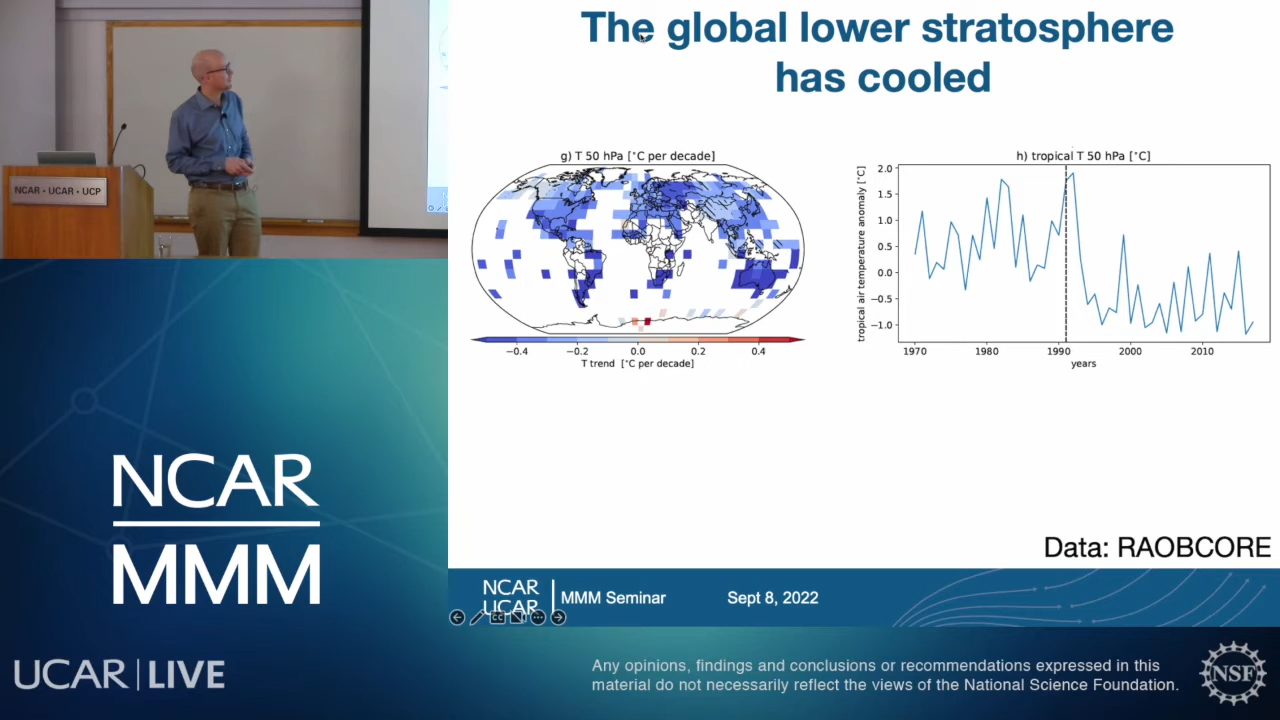 The global lower stratosphere
has cooled
NCAR • UCAR • UCP
g) T 50 hPa [°C per decade]
−0.4 −0.2 0.0 0.2 0.4
T trend [°C per decade]
h) tropical T 50 hPa [°C]
tropical air temperature anomaly [°C]
2.0
1.5
1.0
0.5
0.0
−0.5
−1.0
1970 1980 1990 2000 2010
years
Data: RAOBCORE
NCAR
MMM
NCAR
UCAR
MMM Seminar
Sept 8, 2022
CC
UCAR | LIVE
Any opinions, findings and conclusions or recommendations expressed in this
material do not necessarily reflect the views of the National Science Foundation.
NSF